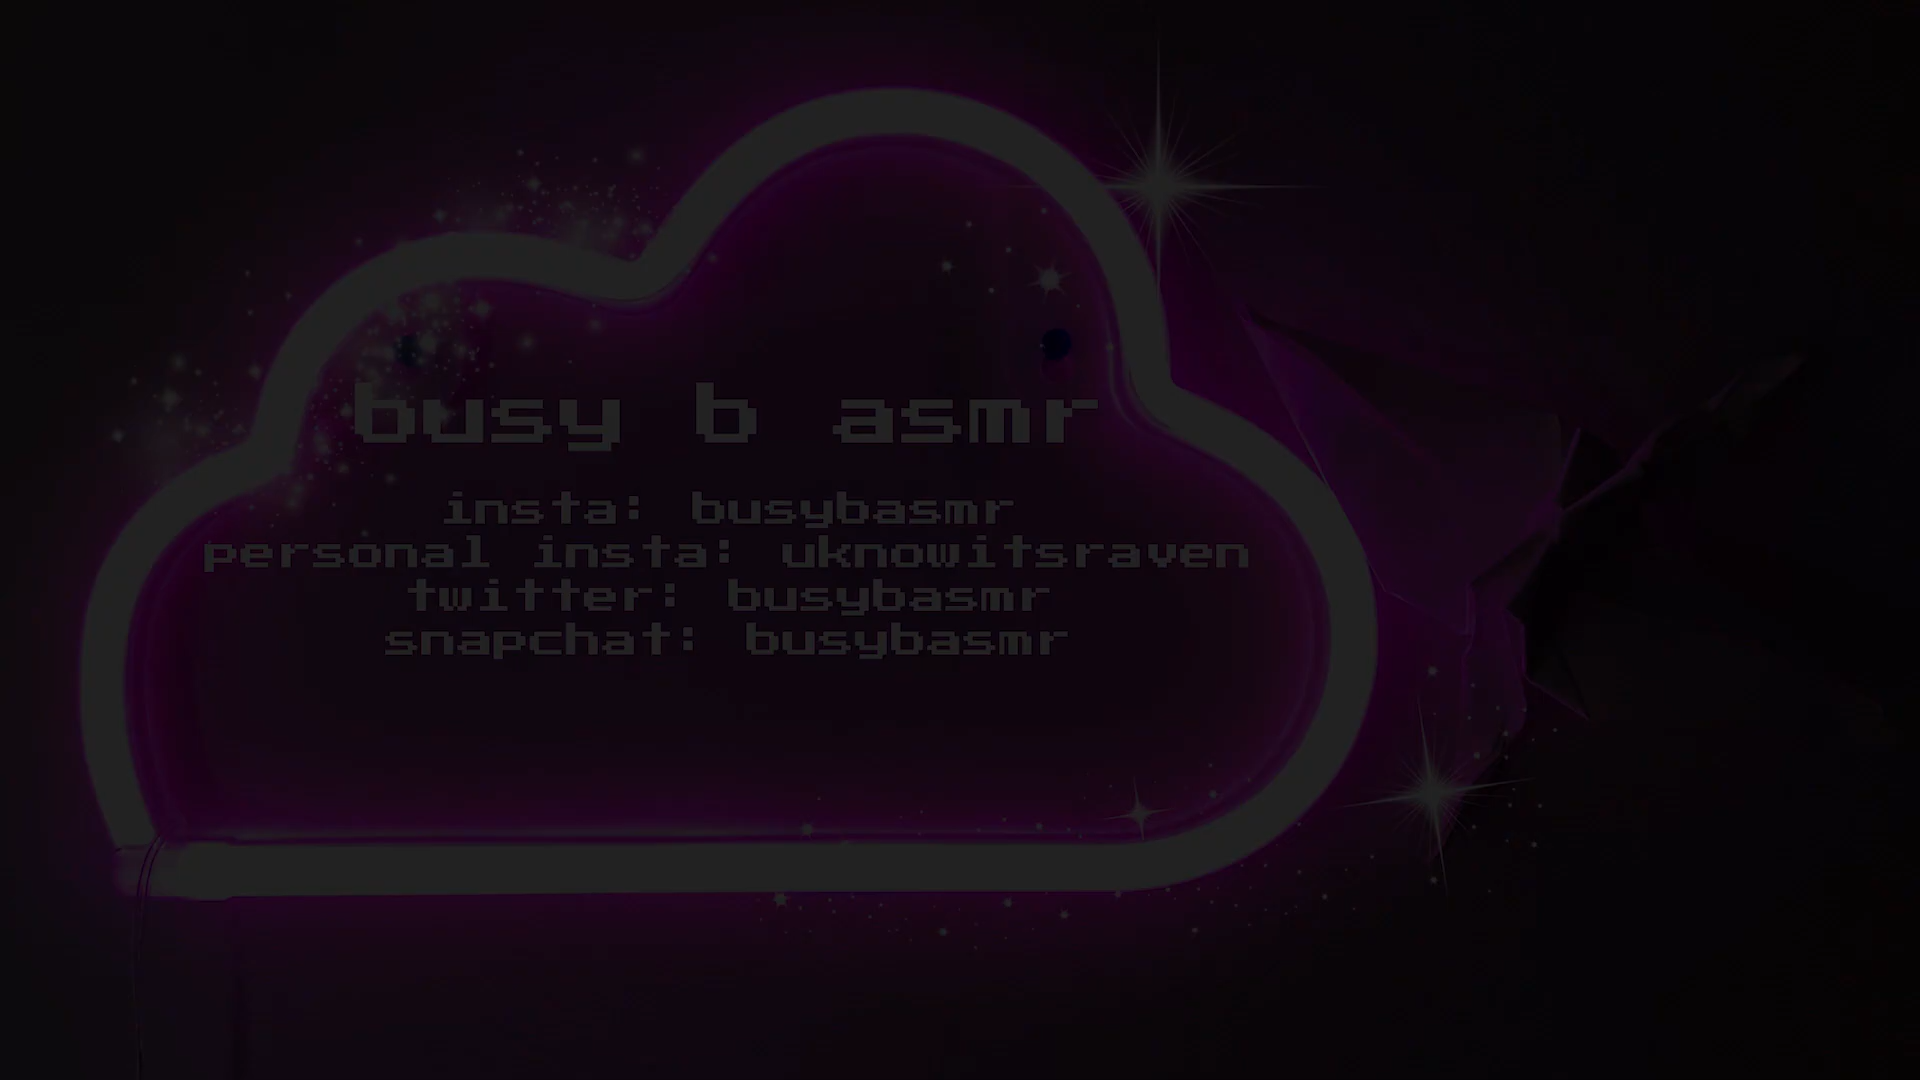 busy b asmr
insta: busybasmr
personal insta: uknowitsraven
twitter: busybasmr
snapchat: busybasmr